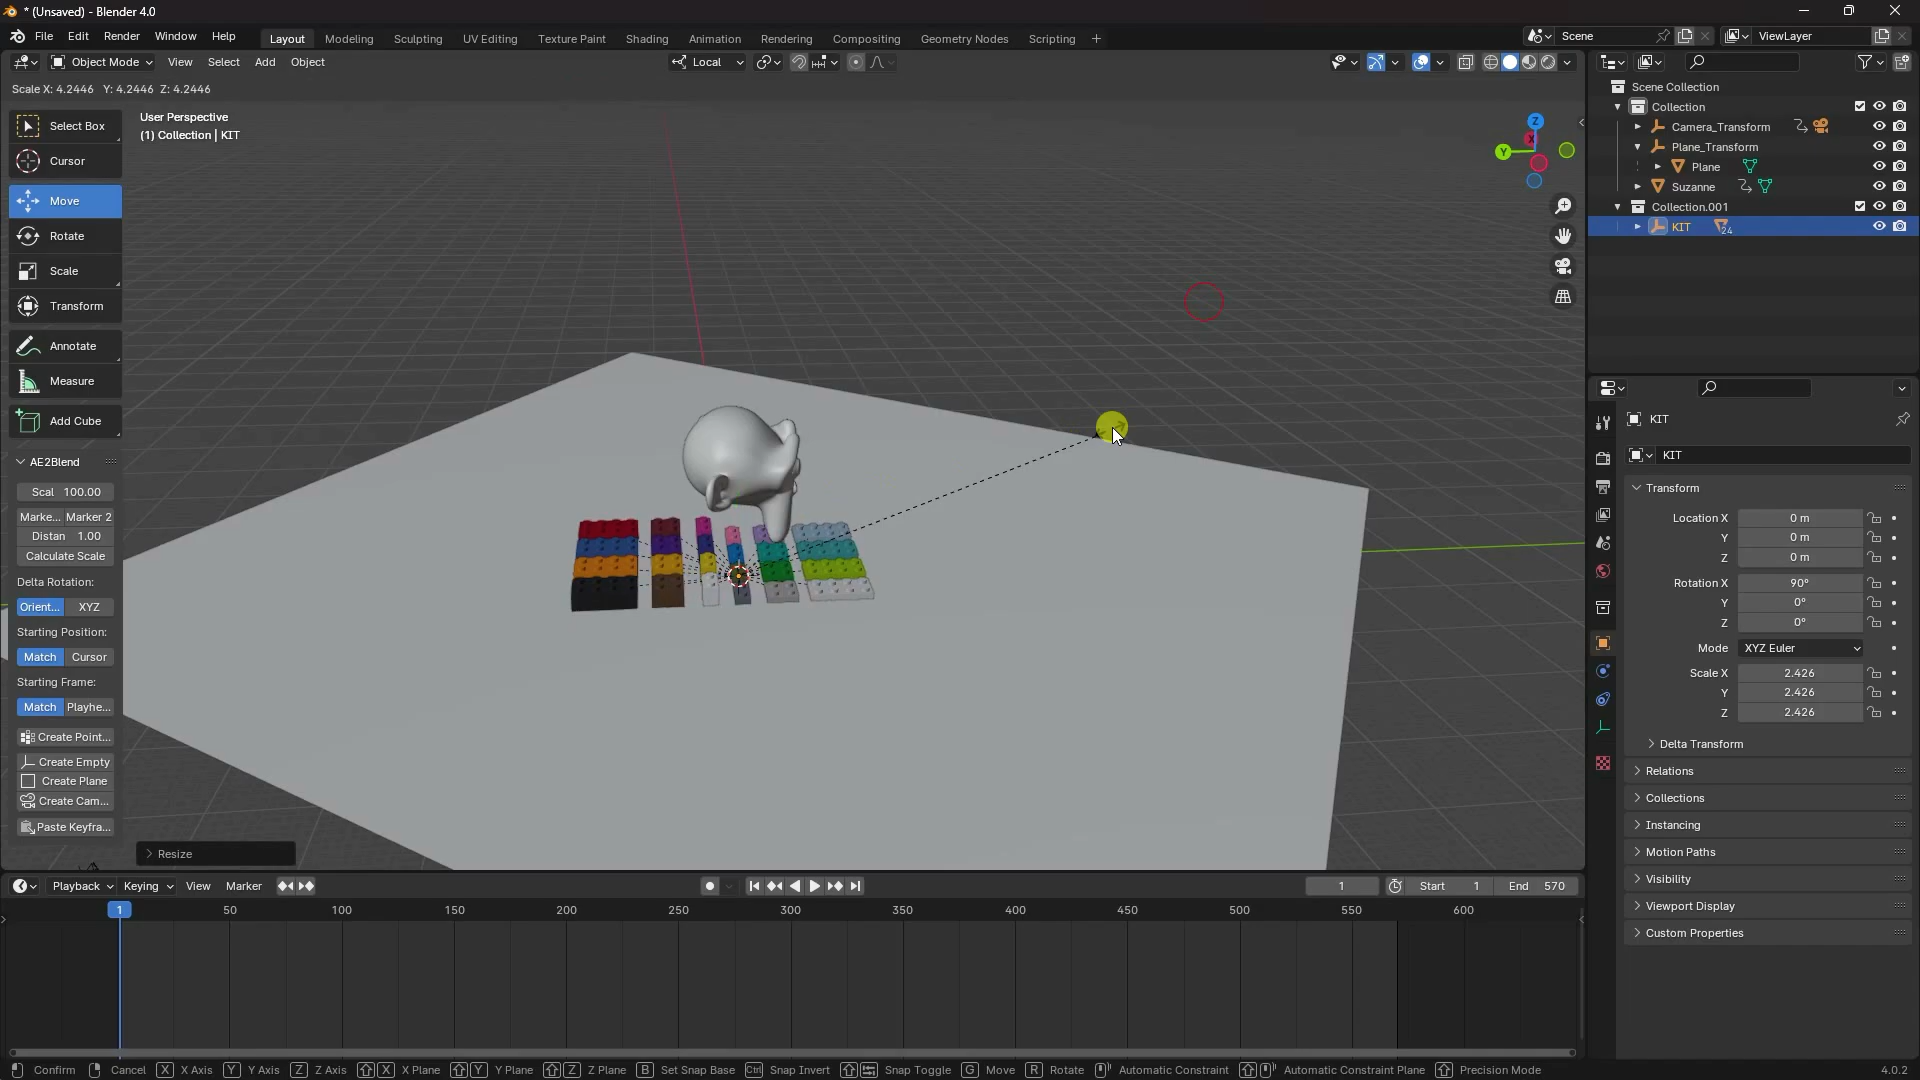 * (Unsaved) - Blender 4.0
File Edit Render Window Help Layout Modeling Sculpting UV Editing Texture Paint Shading Animation Rendering Compositing Geometry Nodes Scripting + Scene ViewLayer
Object Mode View Select Add Object Local
Scale X: 4.2446 Y: 4.2446 Z: 4.2446
User Perspective
(1) Collection | KIT
Select Box
Cursor
Move
Rotate
Scale
Transform
Annotate
Measure
Add Cube
AE2Blend
Scal 100.00
Marke... Marker 2
Distan 1.00
Calculate Scale
Delta Rotation:
Orient... XYZ
Starting Position:
Match Cursor
Starting Frame:
Match Playhe...
Create Point...
Create Empty
Create Plane
Create Cam...
Paste Keyfra...
Resize
Z
X
Y
Scene Collection
Collection
Camera_Transform
Plane_Transform
Plane
Suzanne
Collection.001
KIT 24
KIT
KIT
Transform
Location X 0 m
Y 0 m
Z 0 m
Rotation X 90°
Y 0°
Z 0°
Mode XYZ Euler
Scale X 2.426
Y 2.426
Z 2.426
Delta Transform
Relations
Collections
Instancing
Motion Paths
Visibility
Viewport Display
Custom Properties
Playback Keying View Marker 1 Start 1 End 570
1 50 100 150 200 250 300 350 400 450 500 550 600
Confirm Cancel X X Axis Y Y Axis Z Z Axis X X Plane Y Y Plane Z Z Plane B Set Snap Base Ctrl Snap Invert Snap Toggle G Move R Rotate Automatic Constraint Automatic Constraint Plane Precision Mode 4.0.2